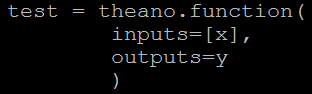 test = theano.function(
inputs=[x],
outputs=y
)